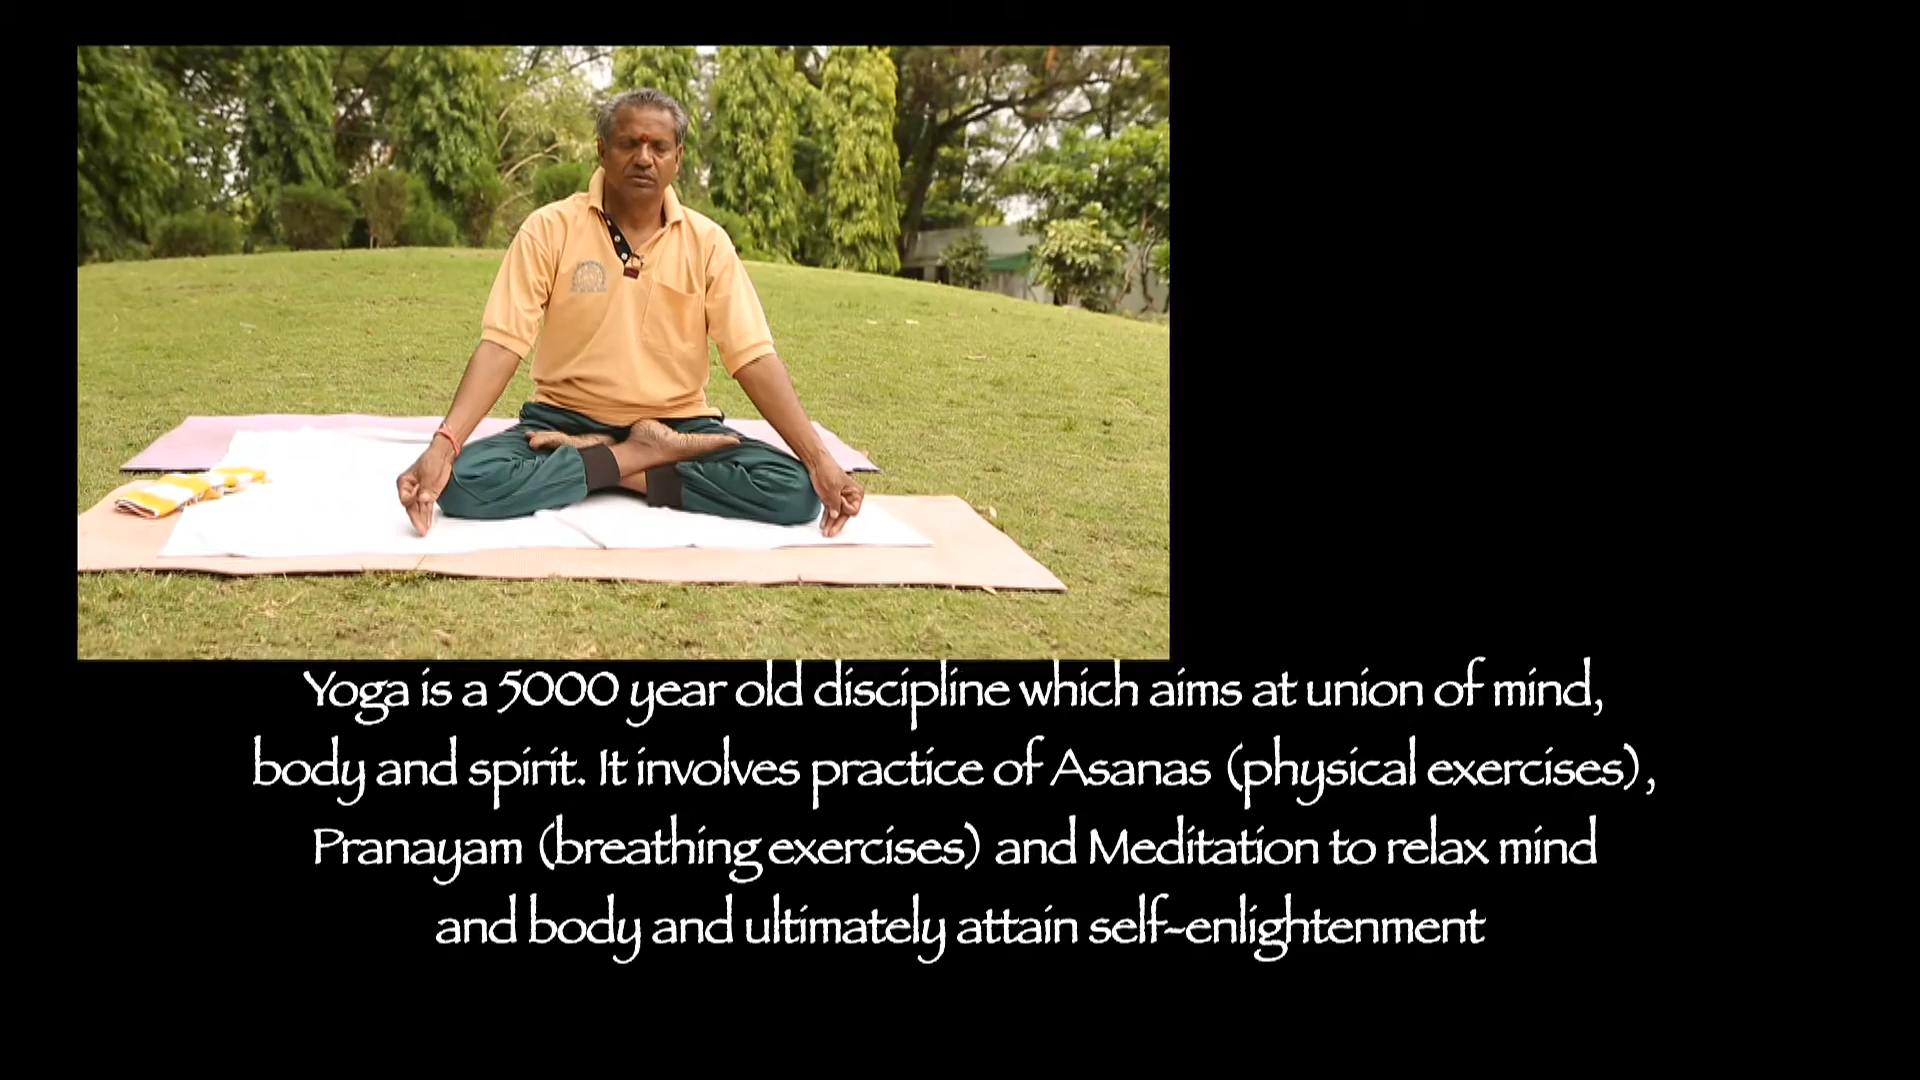 Yoga is a 5000 year old discipline which aims at union of mind,
body and spirit. It involves practice of Asanas (physical exercises),
Pranayam (breathing exercises) and Meditation to relax mind
and body and ultimately attain self-enlightenment